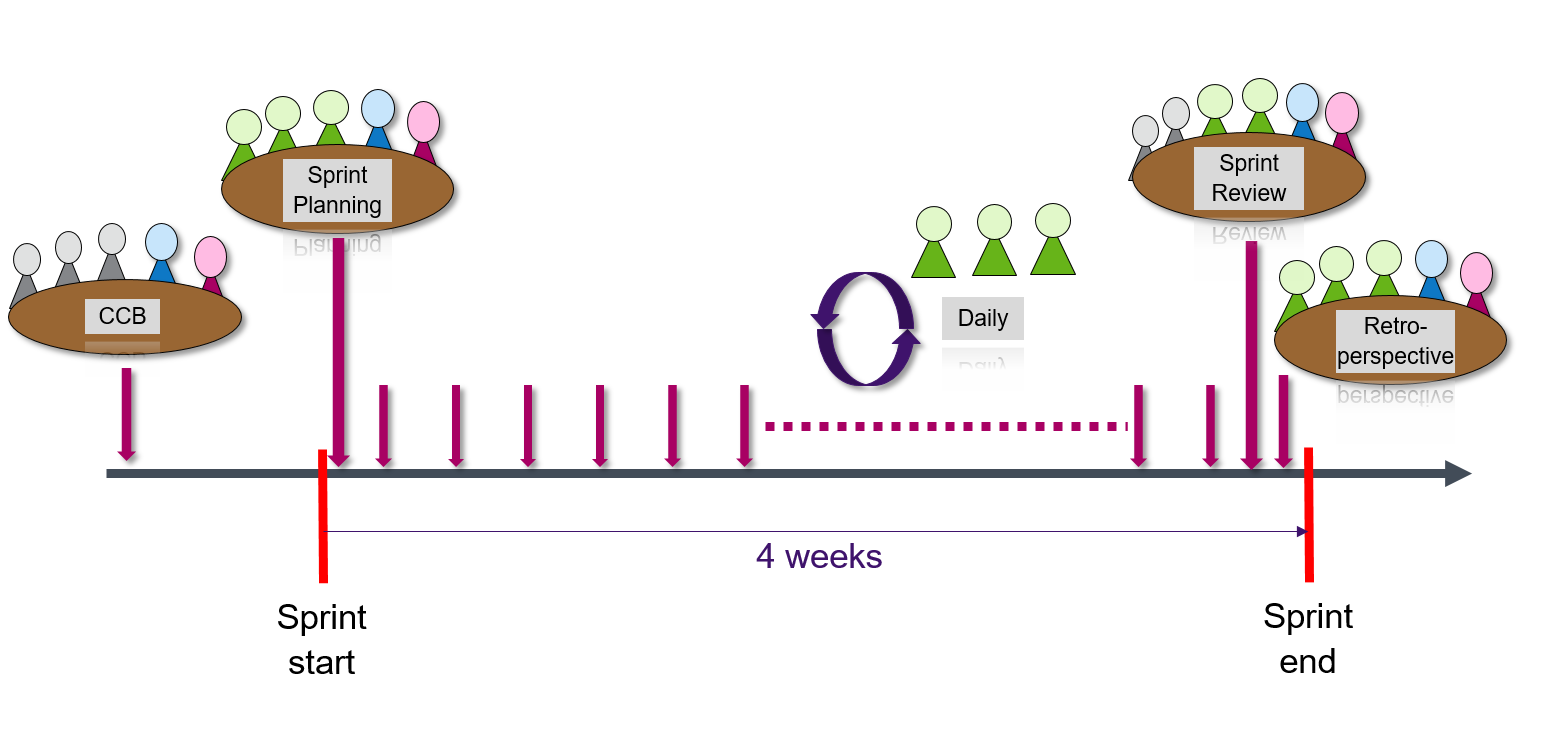 CCB
Sprint
Planning
Daily
Sprint
Review
Retro-
perspective
4 weeks
Sprint
start
Sprint
end